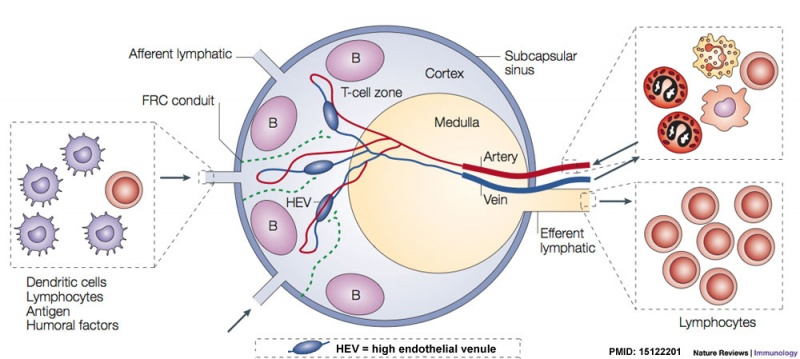 Afferent lymphatic
FRC conduit
Dendritic cells
Lymphocytes
Antigen
Humoral factors
B
B
B
B
T-cell zone
Cortex
Medulla
HEV
Artery
Vein
Subcapsular
sinus
Efferent
lymphatic
Lymphocytes
HEV = high endothelial venule
PMID: 15122201
Nature Reviews | Immunology